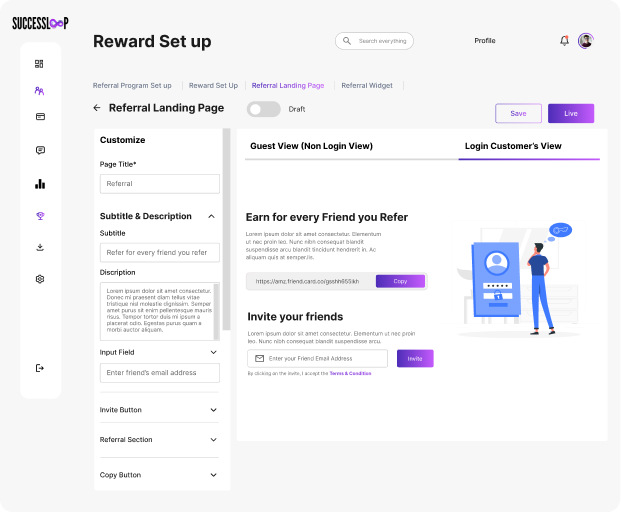 SUCCESSLOOP
Reward Set up
Search everything
Profile
Referral Program Set up
Reward Set Up
Referral Landing Page
Referral Widget
Referral Landing Page
Draft
Save
Live
Customize
Page Title*
Referral
Subtitle & Description
Subtitle
Refer for every friend you refer
Discription
Lorem ipsum dolor sit amet consectetur.
Donec mi praesent diam tellus vitae
tristique nisl molestie dignissim. Semper
amet purus sit enim pellentesque mauris
risus. Tempor tortor duis mi ipsum a
placerat odio. Egestas purus quam a
morbi auctor aliquam.
Input Field
Enter friend's email address
Invite Button
Referral Section
Copy Button
Guest View (Non Login View)
Login Customer's View
Earn for every Friend you Refer
Lorem ipsum dolor sit amet consectetur. Elementum
ut nec proin leo. Nunc nibh consequat blandit
suspendisse arcu blandit hendrerit in. Ac
aliquam quis at semper.le.
https://amz.friend.card.co/gsshh655ikh
Copy
Invite your friends
Lorem ipsum dolor sit amet consectetur. Elementum ut nec proin
leo. Nunc nibh consequat blandit suspendisse arcu.
Enter your Friend Email Address
Invite
By clicking on the invite, I accept the Terms & Condition